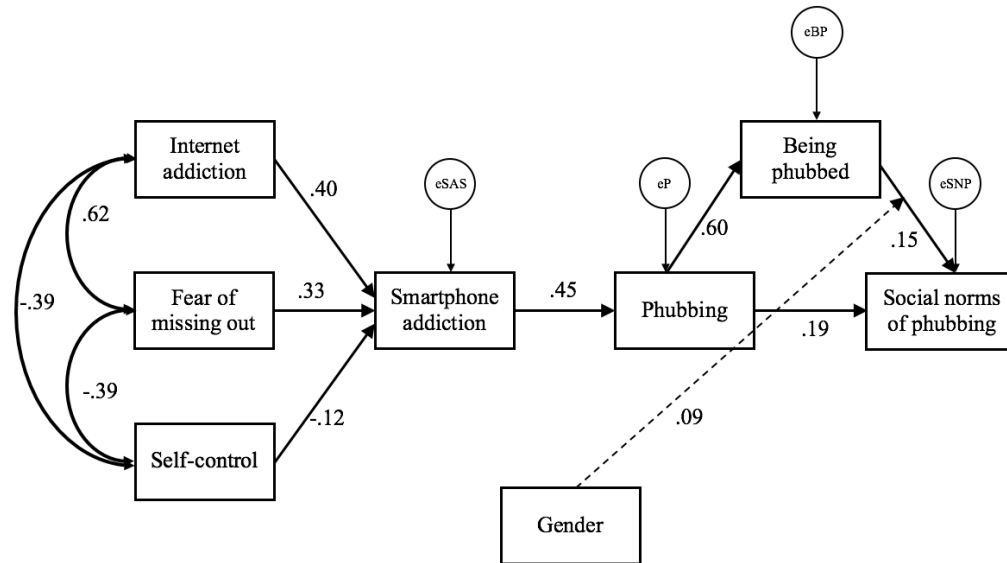 eBP
Internet
addiction
Being
phubbed
eSAS
eP
eSNP
.40
.62
.60
.15
-.39
Fear of
missing out
.33
Smartphone
addiction
.45
Phubbing
.19
Social norms
of phubbing
-.39
-.12
.09
Self-control
Gender